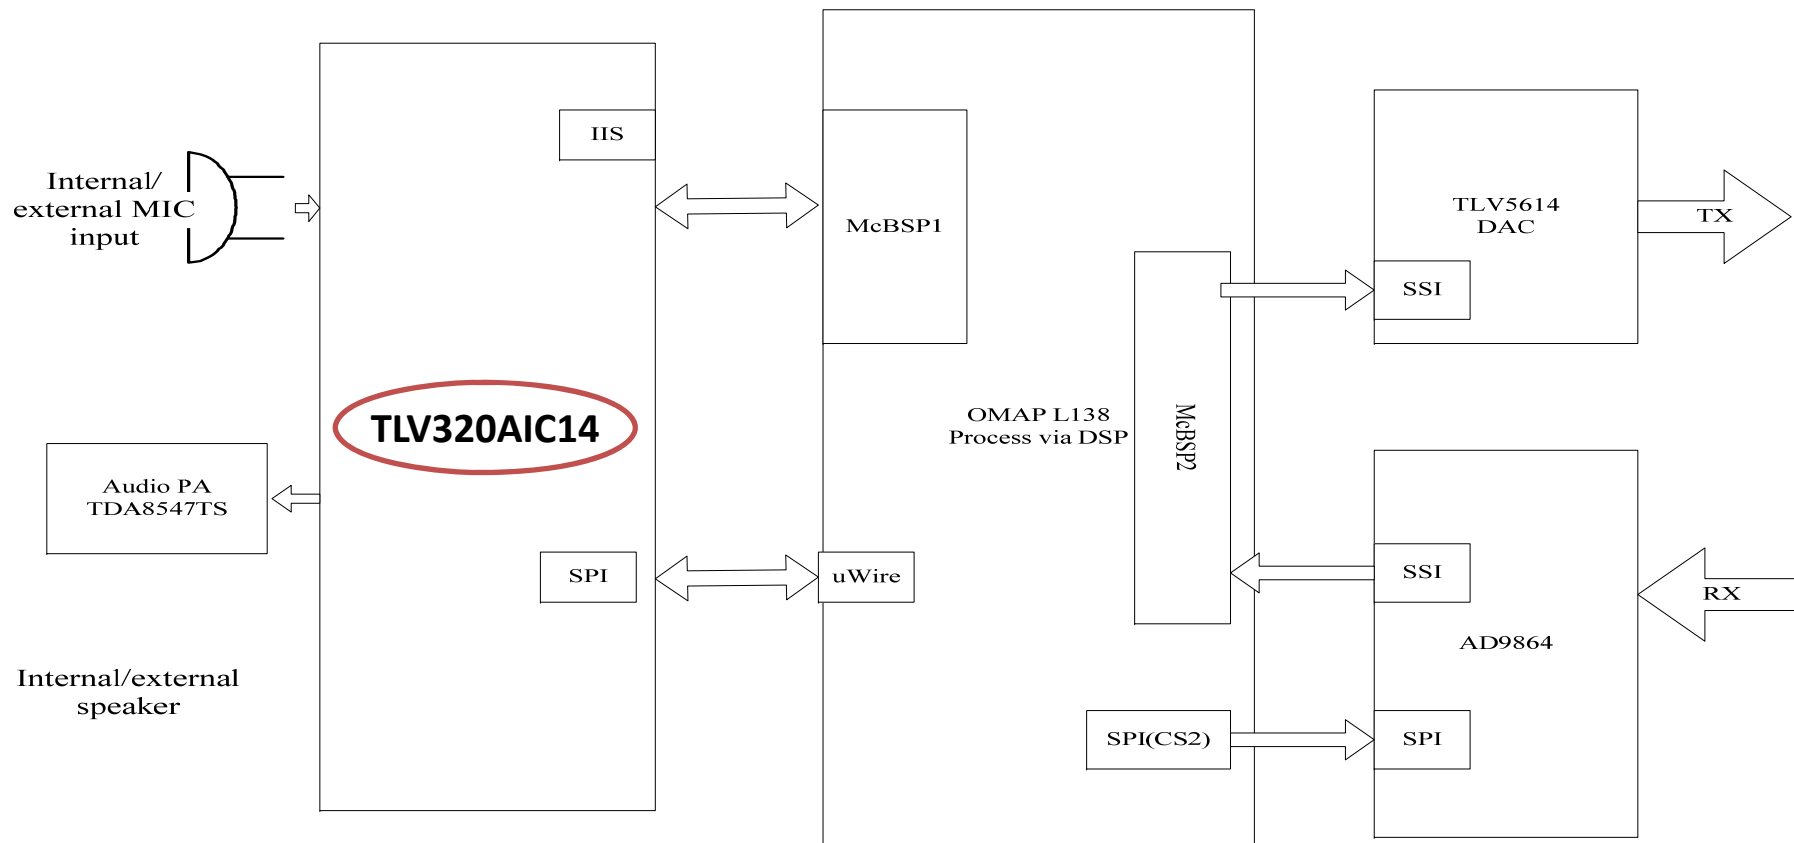 Internal/
external MIC
input
IIS
TLV320AIC14
Audio PA
TDA8547TS
SPI
Internal/external
speaker
McBSP1
uWire
OMAP L138
Process via DSP
McBSP2
SPI(CS2)
TLV5614
DAC
SSI
TX
SSI
AD9864
SPI
RX